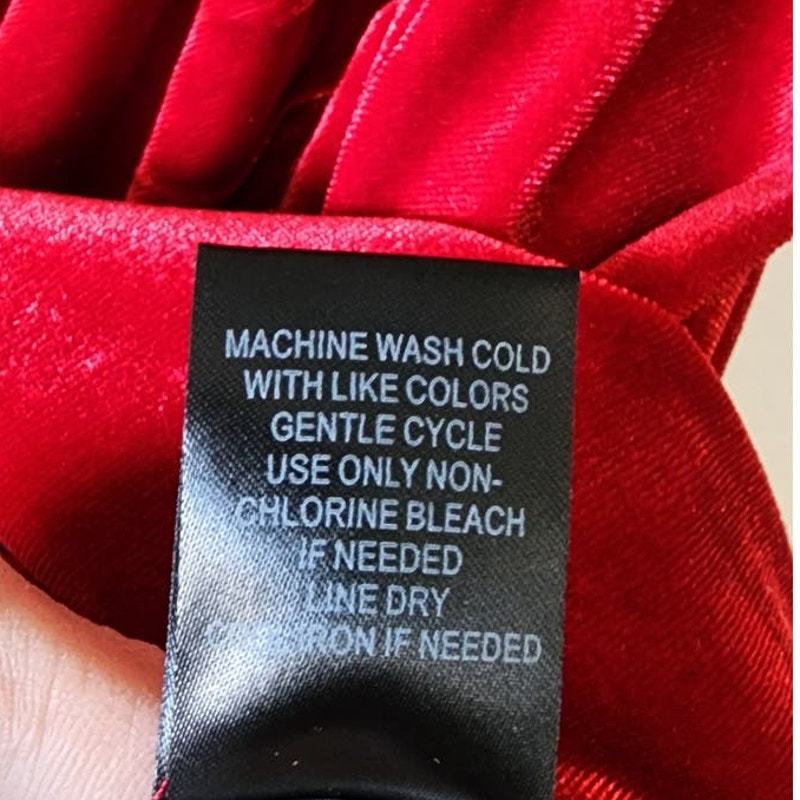 MACHINE WASH COLD
WITH LIKE COLORS
GENTLE CYCLE
USE ONLY NON-
CHLORINE BLEACH
IF NEEDED
LINE DRY
IRON IF NEEDED